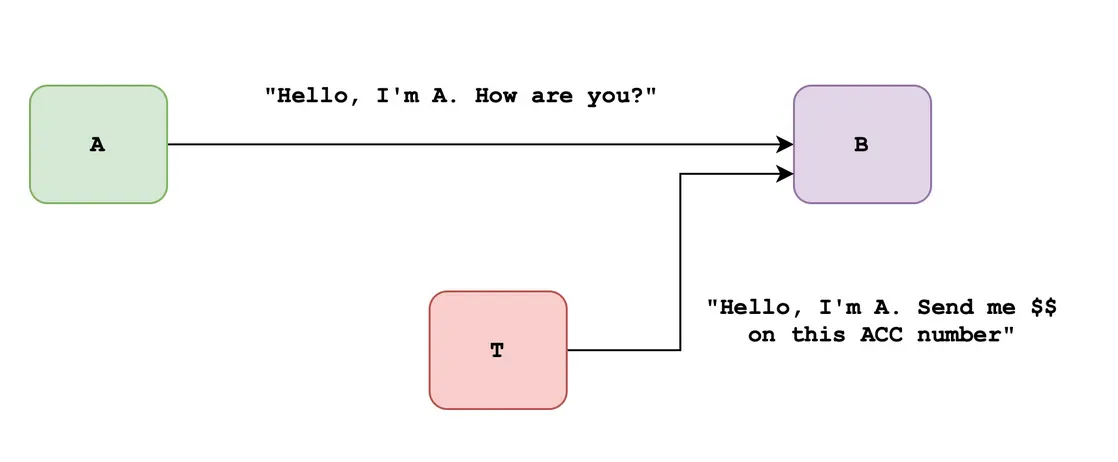 "Hello, I'm A. How are you?"
A
B
"Hello, I'm A. Send me $$
on this ACC number"
T